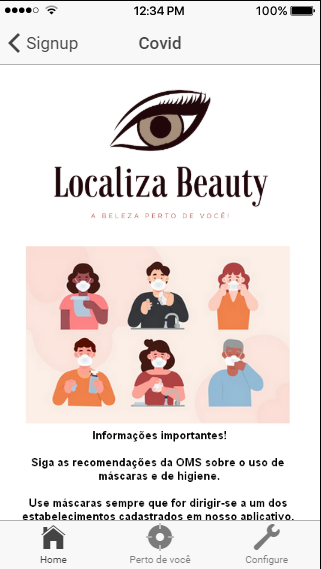 12:34 PM 100%
Signup Covid
Localiza Beauty
A BELEZA PERTO DE VOCÊ!
Informações importantes!
Siga as recomendações da OMS sobre o uso de
máscaras e de higiene.
Use máscaras sempre que for dirigir-se a um dos
estabelecimentos cadastrados em nosso aplicativo.
Home Perto de você Configure